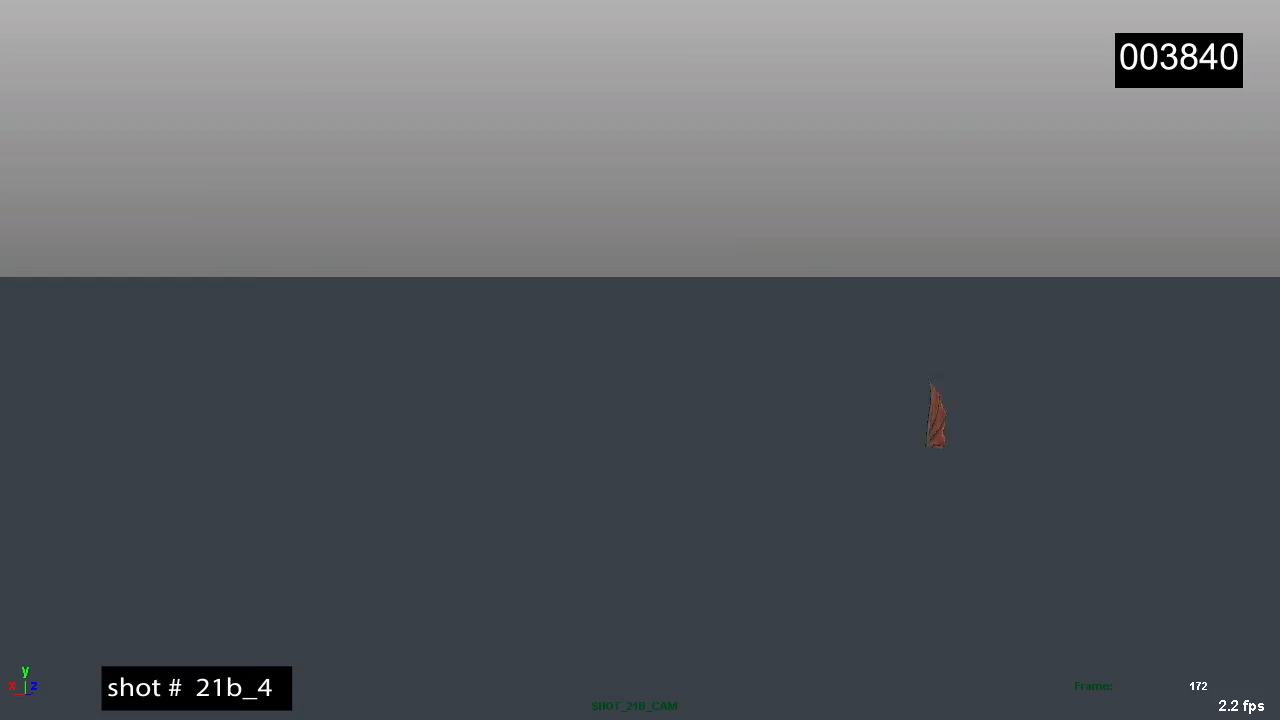 003840
y
x z
shot # 21b_4
Frame: 172
SHOT_21B_CAM
2.2 fps